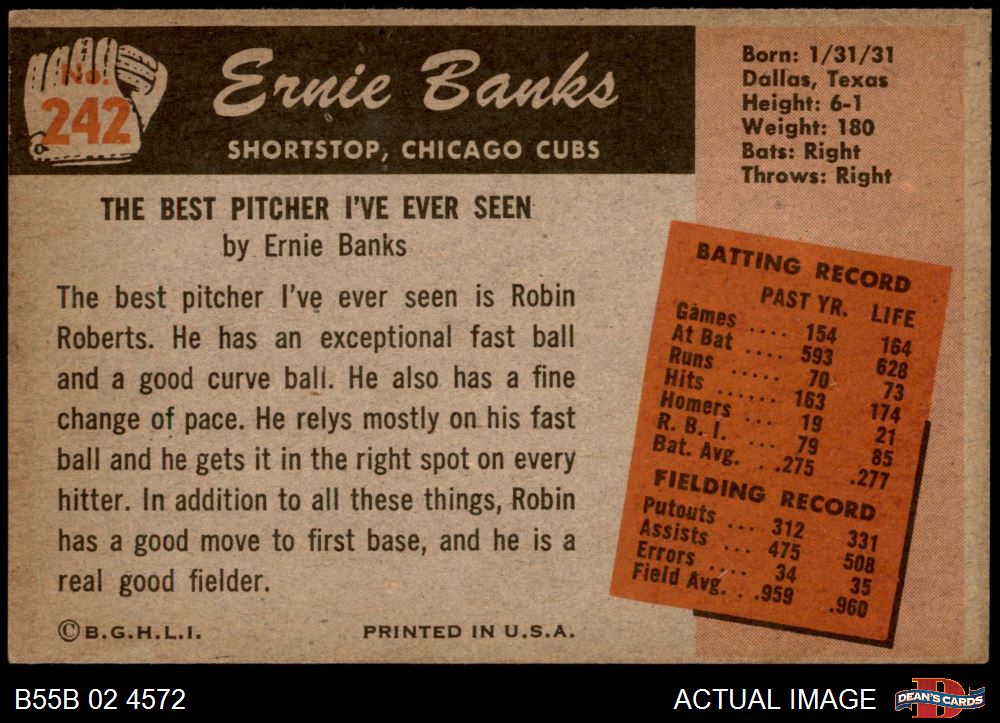 No.
242
Ernie Banks
SHORTSTOP, CHICAGO CUBS
THE BEST PITCHER I'VE EVER SEEN
by Ernie Banks
The best pitcher I've ever seen is Robin
Roberts. He has an exceptional fast ball
and a good curve ball. He also has a fine
change of pace. He relys mostly on his fast
ball and he gets it in the right spot on every
hitter. In addition to all these things, Robin
has a good move to first base, and he is a
real good fielder.
©B.G.H.L.I. PRINTED IN U.S.A.
Born: 1/31/31
Dallas, Texas
Height: 6-1
Weight: 180
Bats: Right
Throws: Right
BATTING RECORD
PAST YR. LIFE
Games .... 154 164
At Bat .... 593 628
Runs ..... 70 73
Hits ...... 163 174
Homers .... 19 21
R. B. I. ... 79 85
Bat. Avg. . .275 .277
FIELDING RECORD
Putouts ... 312 331
Assists ... 475 508
Errors .... 34 35
Field Avg. . .959 .960
B55B 02 4572 ACTUAL IMAGE
D
DEAN'S CARDS